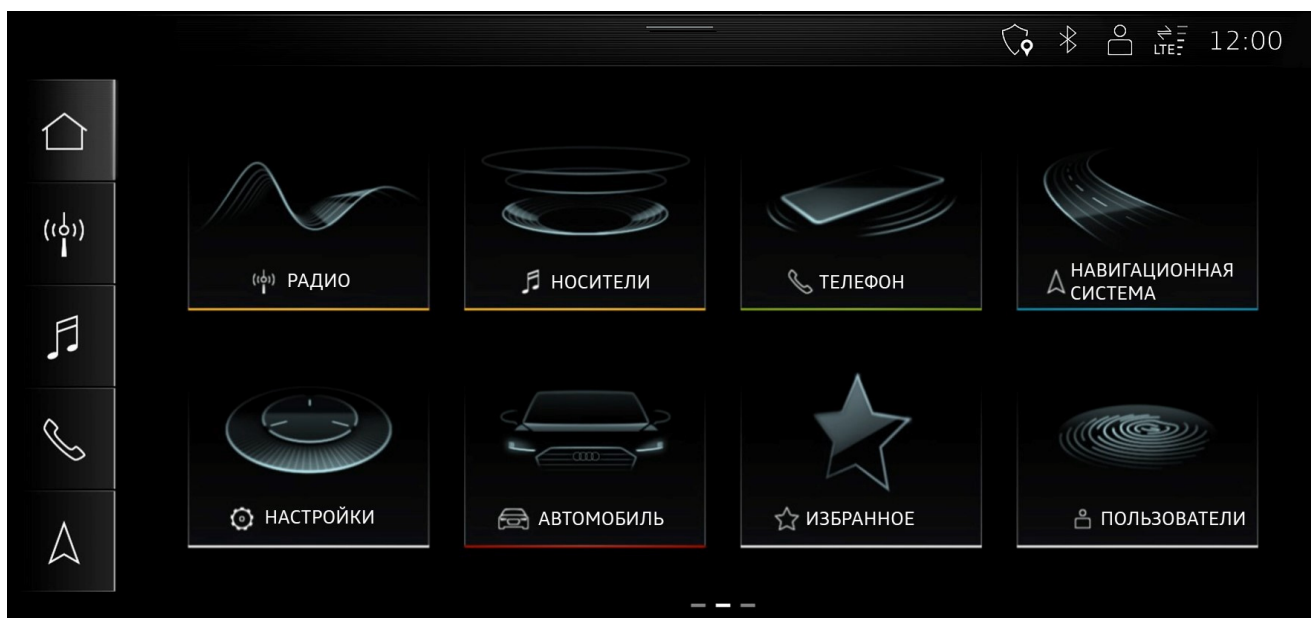 LTE 12:00
РАДИО
НОСИТЕЛИ
ТЕЛЕФОН
НАВИГАЦИОННАЯ
СИСТЕМА
НАСТРОЙКИ
АВТОМОБИЛЬ
ИЗБРАННОЕ
ПОЛЬЗОВАТЕЛИ